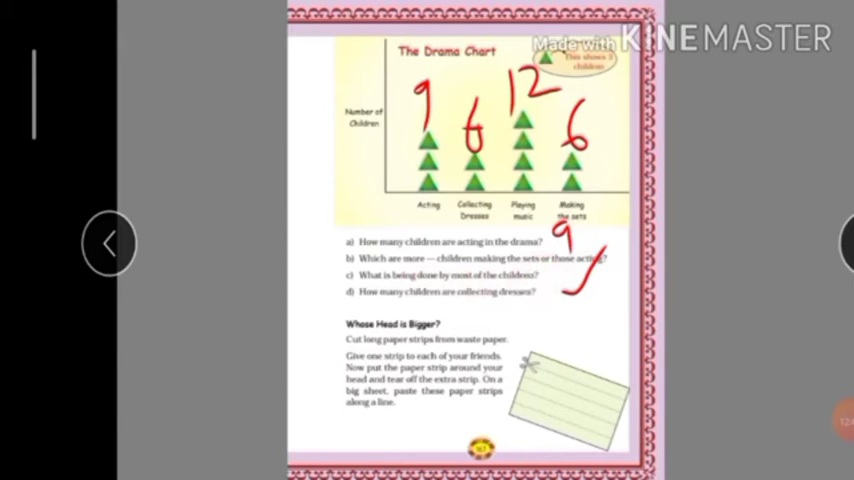 Made with KINEMASTER
The Drama Chart
This shows 3
children
9 6 12 6
Number of
Children
Acting Collecting Dresses Playing music Making the sets
a) How many children are acting in the drama? 9
b) Which are more — children making the sets or those acting?
c) What is being done by most of the children?
d) How many children are collecting dresses?
Whose Head is Bigger?
Cut long paper strips from waste paper.
Give one strip to each of your friends.
Now put the paper strip around your
head and tear off the extra strip. On a
big sheet, paste these paper strips
along a line.